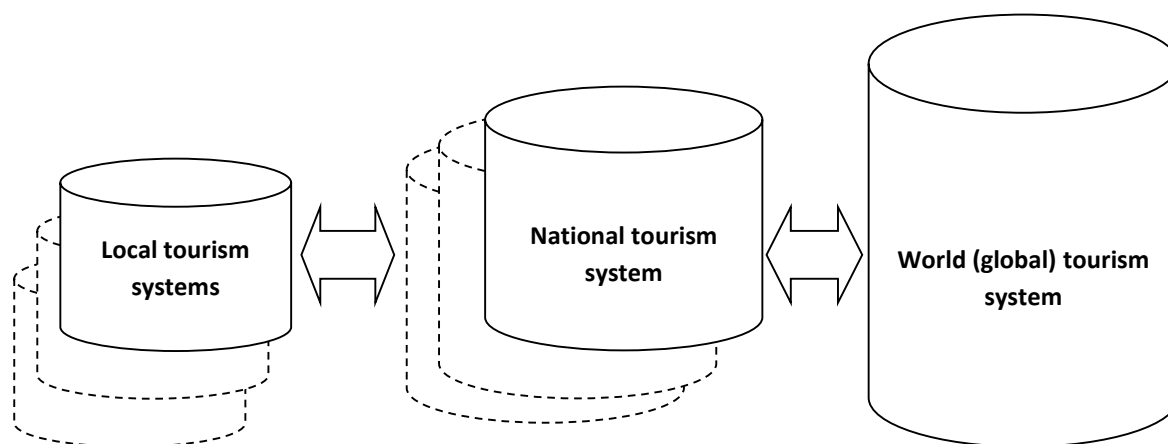 Local tourism
systems
National tourism
system
World (global) tourism
system